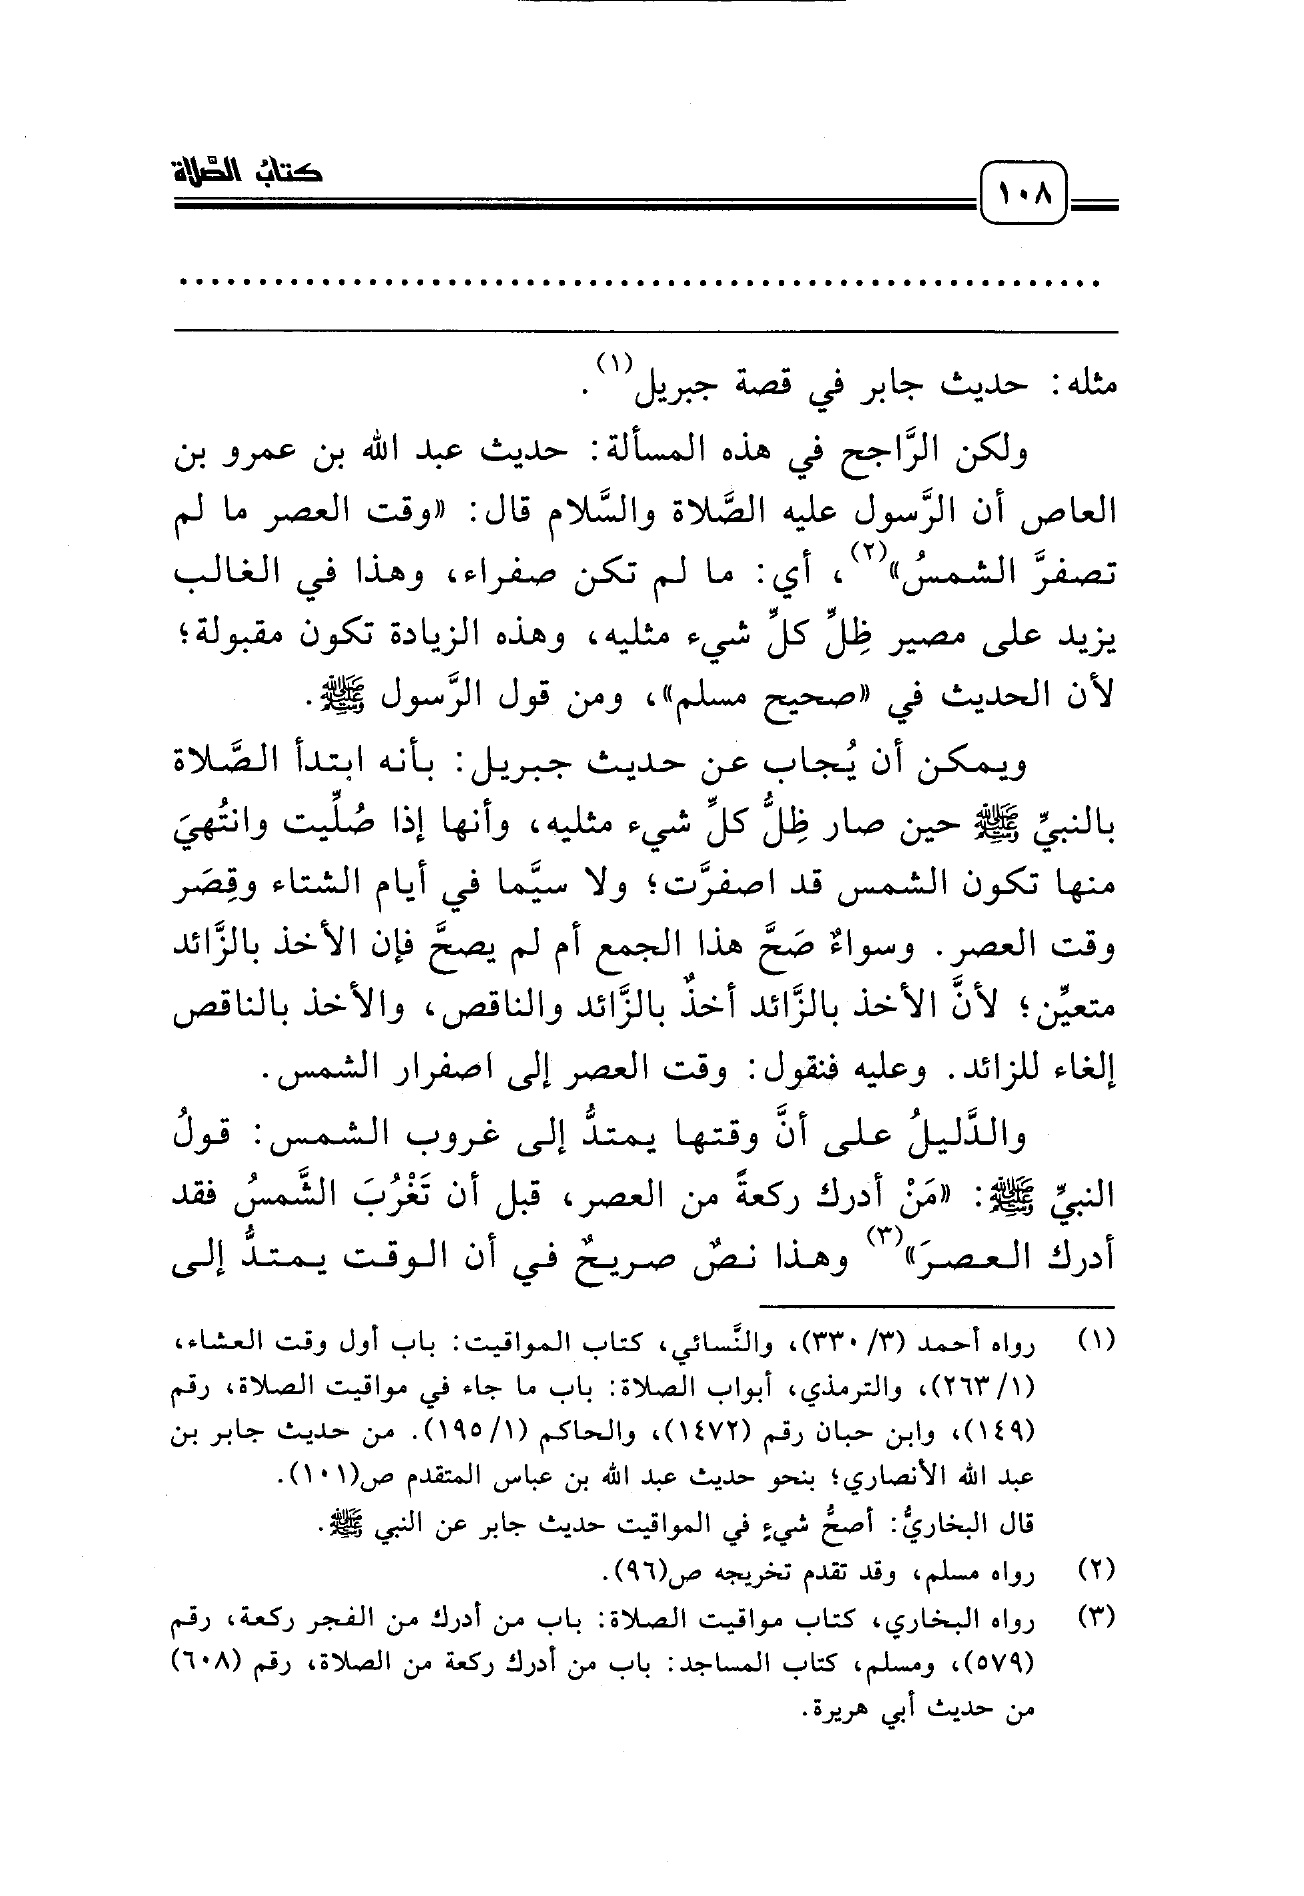 كتابُ الصَّلاة
١٠٨
مثله: حديث جابر في قصة جبريل(١).
ولكن الرَّاجح في هذه المسألة: حديث عبد الله بن عمرو بن
العاص أن الرَّسول عليه الصَّلاة والسَّلام قال: «وقت العصر ما لم
تصفرَّ الشمسُ»(٢)، أي: ما لم تكن صفراء، وهذا في الغالب
يزيد على مصير ظِلِّ كلِّ شيء مثليه، وهذه الزيادة تكون مقبولة؛
لأن الحديث في «صحيح مسلم»، ومن قول الرَّسول ﷺ.
ويمكن أن يُجاب عن حديث جبريل: بأنه ابتدأ الصَّلاة
بالنبيِّ ﷺ حين صار ظِلُّ كلِّ شيء مثليه، وأنها إذا صُلِّيت وانتُهيَ
منها تكون الشمس قد اصفرَّت؛ ولا سيَّما في أيام الشتاء وقِصَر
وقت العصر. وسواءٌ صَحَّ هذا الجمع أم لم يصحَّ فإن الأخذ بالزَّائد
متعيِّن؛ لأنَّ الأخذ بالزَّائد أخذٌ بالزَّائد والناقص، والأخذ بالناقص
إلغاء للزائد. وعليه فنقول: وقت العصر إلى اصفرار الشمس.
والدَّليلُ على أنَّ وقتها يمتدُّ إلى غروب الشمس: قولُ
النبيِّ ﷺ: «مَنْ أدرك ركعةً من العصر، قبل أن تَغْرُبَ الشَّمسُ فقد
أدرك العصرَ»(٣) وهذا نصٌ صريحٌ في أن الوقت يمتدُّ إلى
(١) رواه أحمد (٣/ ٣٣٠)، والنَّسائي، كتاب المواقيت: باب أول وقت العشاء،
(١/ ٢٦٣)، والترمذي، أبواب الصلاة: باب ما جاء في مواقيت الصلاة، رقم
(١٤٩)، وابن حبان رقم (١٤٧٢)، والحاكم (١/ ١٩٥). من حديث جابر بن
عبد الله الأنصاري؛ بنحو حديث عبد الله بن عباس المتقدم ص(١٠١).
قال البخاريُّ: أصحُّ شيءٍ في المواقيت حديث جابر عن النبي ﷺ.
(٢) رواه مسلم، وقد تقدم تخريجه ص(٩٦).
(٣) رواه البخاري، كتاب مواقيت الصلاة: باب من أدرك من الفجر ركعة، رقم
(٥٧٩)، ومسلم، كتاب المساجد: باب من أدرك ركعة من الصلاة، رقم (٦٠٨)
من حديث أبي هريرة.